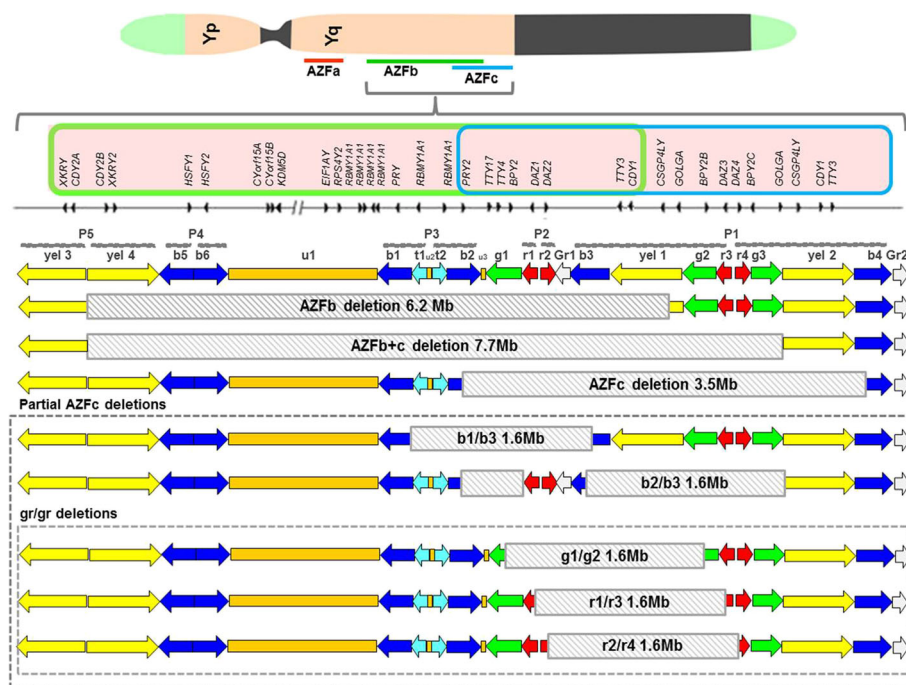 Yp Yq
AZFa AZFb AZFc
XKRY CDY2A CDY2B XKRY2 HSFY1 HSFY2 CYorf15A CYorf15B KDM5D EIF1AY RPS4Y2 RBMY1A1 RBMY1A1 RBMY1A1 RBMY1A1 PRY RBMY1A1 RBMY1A1 PRY2 TTY17 TTY4 BPY2 DAZ1 DAZ2 TTY3 CDY1 CSGP4LY GOLGA BPY2B DAZ3 DAZ4 BPY2C GOLGA CSGP4LY CDY1 TTY3
P5 P4 P3 P2 P1
yel 3 yel 4 b5 b6 u1 b1 t1 u2 t2 b2 u3 g1 r1 r2 Gr1 b3 yel 1 g2 r3 r4 g3 yel 2 b4 Gr2
AZFb deletion 6.2 Mb
AZFb+c deletion 7.7Mb
AZFc deletion 3.5Mb
Partial AZFc deletions
b1/b3 1.6Mb
b2/b3 1.6Mb
gr/gr deletions
g1/g2 1.6Mb
r1/r3 1.6Mb
r2/r4 1.6Mb